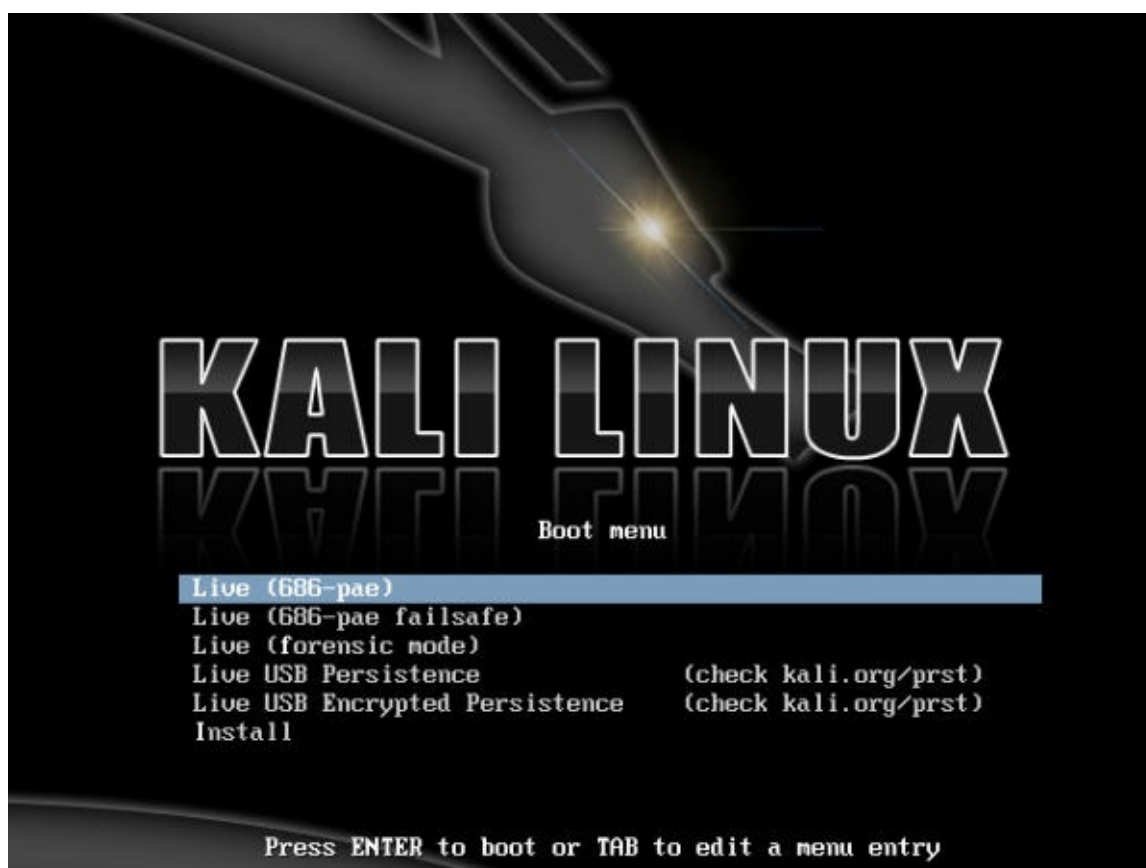 KALI LINUX
Boot menu
Live (686-pae)
Live (686-pae failsafe)
Live (forensic mode)
Live USB Persistence (check kali.org/prst)
Live USB Encrypted Persistence (check kali.org/prst)
Install
Press ENTER to boot or TAB to edit a menu entry